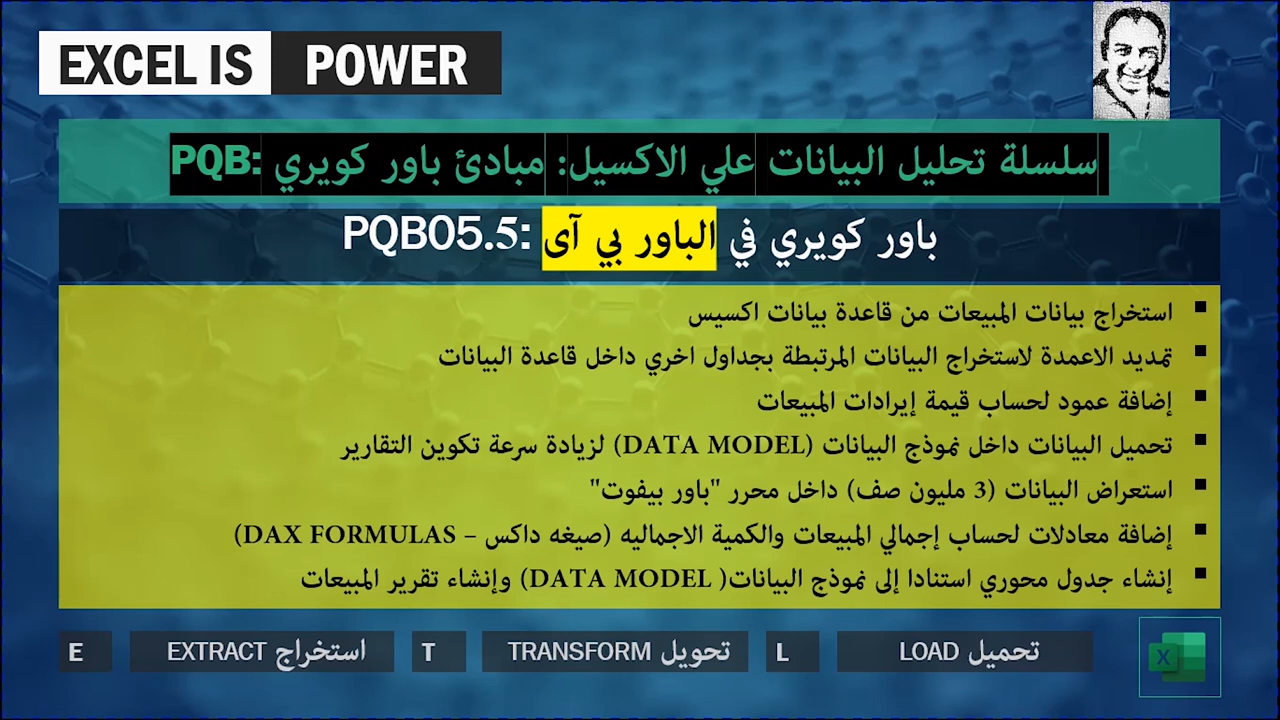 EXCEL IS POWER
سلسلة تحليل البيانات علي الاكسيل: مبادئ باور كويري PQB:
باور كويري في الباور بي آى PQB05.5:
▪ استخراج بيانات المبيعات من قاعدة بيانات اكسيس
▪ تمديد الاعمدة لاستخراج البيانات المرتبطة بجداول اخري داخل قاعدة البيانات
▪ إضافة عمود لحساب قيمة إيرادات المبيعات
▪ تحميل البيانات داخل نموذج البيانات (DATA MODEL) لزيادة سرعة تكوين التقارير
▪ استعراض البيانات (3 مليون صف) داخل محرر "باور بيفوت"
▪ إضافة معادلات لحساب إجمالي المبيعات والكمية الاجماليه (صيغه داكس – DAX FORMULAS)
▪ إنشاء جدول محوري استنادا إلى نموذج البيانات( DATA MODEL) وإنشاء تقرير المبيعات
E استخراج EXTRACT T تحويل TRANSFORM L تحميل LOAD
X